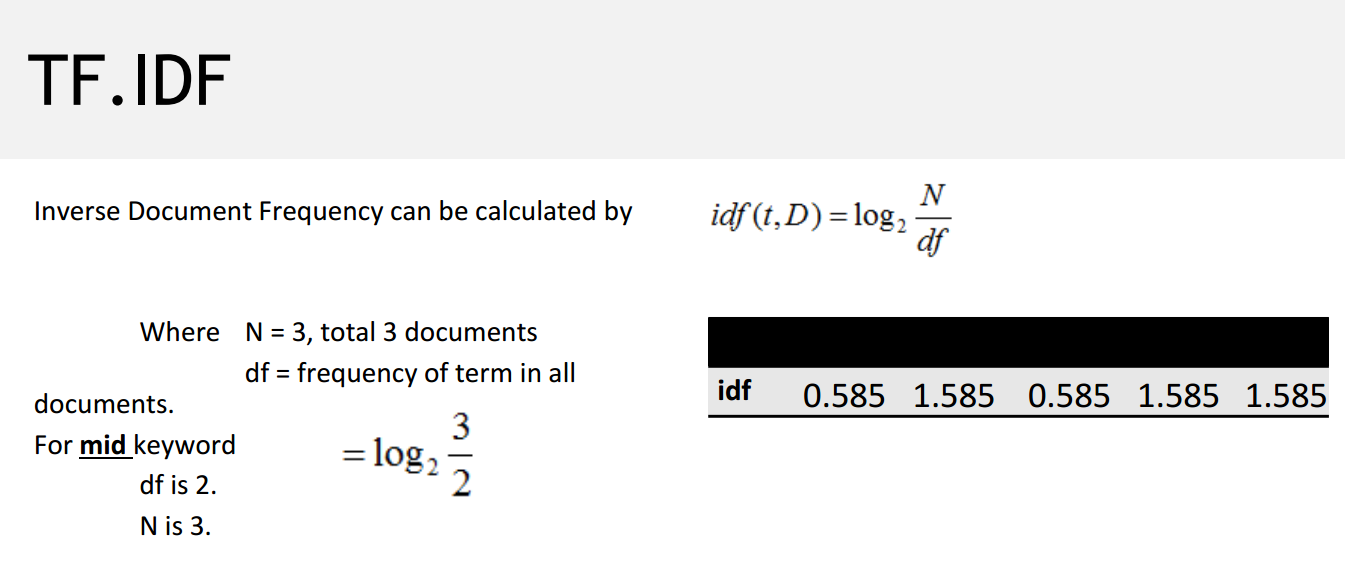 TF.IDF
Inverse Document Frequency can be calculated by
idf(t,D) = log₂ N/df
Where N = 3, total 3 documents
df = frequency of term in all
documents.
For mid keyword
= log₂ 3/2
df is 2.
N is 3.
idf 0.585 1.585 0.585 1.585 1.585